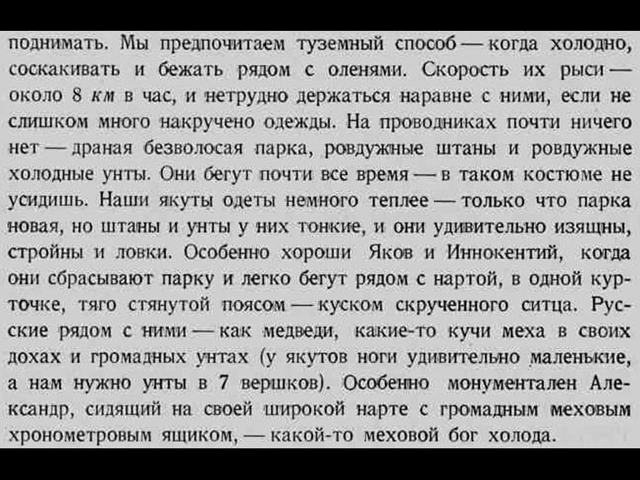 поднимать. Мы предпочитаем туземный способ — когда холодно,
соскакивать и бежать рядом с оленями. Скорость их рыси —
около 8 км в час, и нетрудно держаться наравне с ними, если не
слишком много накручено одежды. На проводниках почти ничего
нет — драная безволосая парка, ровдужные штаны и ровдужные
холодные унты. Они бегут почти все время — в таком костюме не
усидишь. Наши якуты одеты немного теплее — только что парка
новая, но штаны и унты у них тонкие, и они удивительно изящны,
стройны и ловки. Особенно хороши Яков и Иннокентий, когда
они сбрасывают парку и легко бегут рядом с нартой, в одной кур-
точке, тяго стянутой поясом — куском скрученного ситца. Рус-
ские рядом с ними — как медведи, какие-то кучи меха в своих
дохах и громадных унтах (у якутов ноги удивительно маленькие,
а нам нужно унты в 7 вершков). Особенно монументален Але-
ксандр, сидящий на своей широкой нарте с громадным меховым
хронометровым ящиком, — какой-то меховой бог холода.